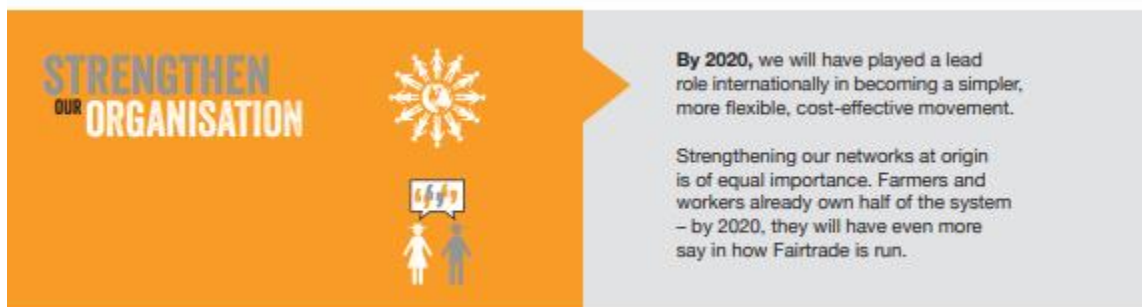 STRENGTHEN
OUR ORGANISATION
By 2020, we will have played a lead
role internationally in becoming a simpler,
more flexible, cost-effective movement.
Strengthening our networks at origin
is of equal importance. Farmers and
workers already own half of the system
– by 2020, they will have even more
say in how Fairtrade is run.